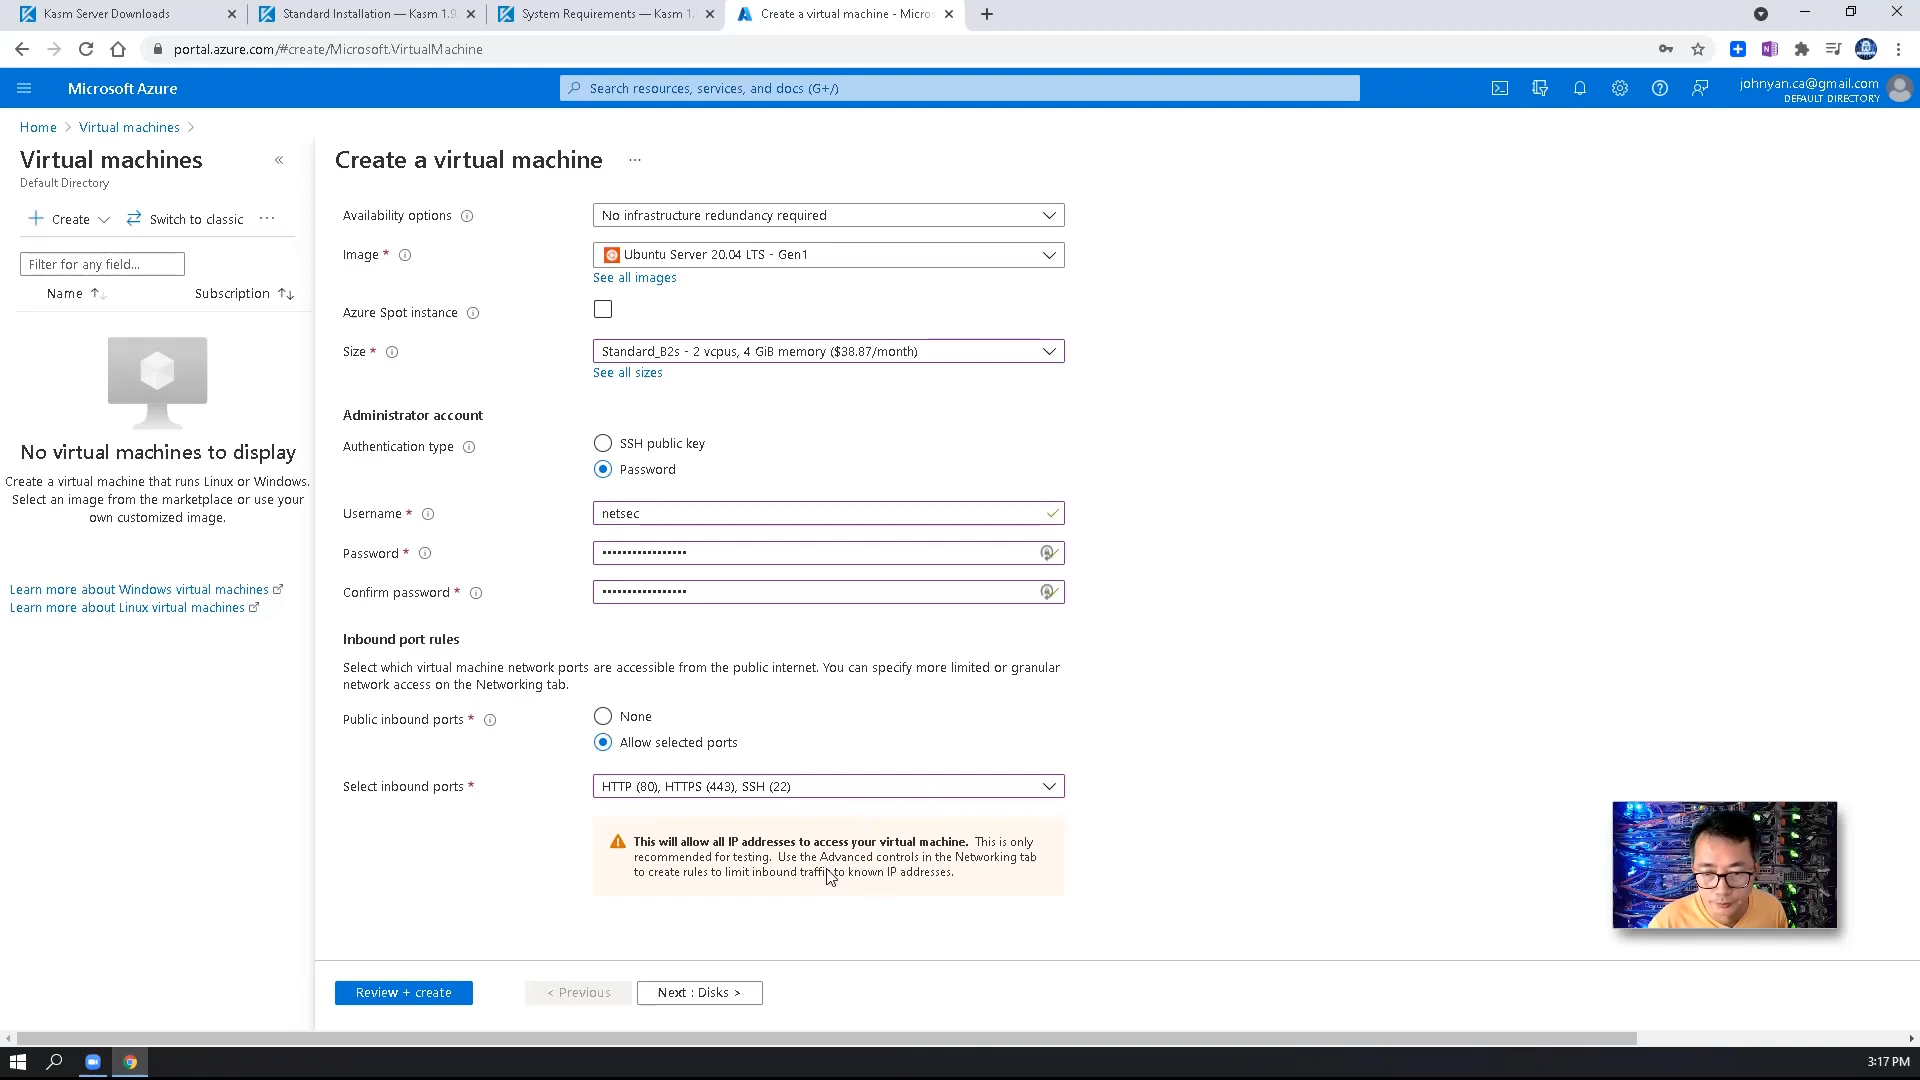 Kasm Server Downloads
Standard Installation — Kasm 1.9
System Requirements — Kasm 1.
Create a virtual machine - Micros
portal.azure.com/#create/Microsoft.VirtualMachine
Microsoft Azure
Search resources, services, and docs (G+/)
johnyan.ca@gmail.com
DEFAULT DIRECTORY
Home > Virtual machines >
Virtual machines
Default Directory
Create
Switch to classic
Filter for any field...
Name
Subscription
No virtual machines to display
Create a virtual machine that runs Linux or Windows.
Select an image from the marketplace or use your
own customized image.
Learn more about Windows virtual machines
Learn more about Linux virtual machines
Create a virtual machine ...
Availability options
No infrastructure redundancy required
Image *
Ubuntu Server 20.04 LTS - Gen1
See all images
Azure Spot instance
Size *
Standard_B2s - 2 vcpus, 4 GiB memory ($38.87/month)
See all sizes
Administrator account
Authentication type
SSH public key
Password
Username *
netsec
Password *
•••••••••••••••••
Confirm password *
•••••••••••••••••
Inbound port rules
Select which virtual machine network ports are accessible from the public internet. You can specify more limited or granular
network access on the Networking tab.
Public inbound ports *
None
Allow selected ports
Select inbound ports *
HTTP (80), HTTPS (443), SSH (22)
This will allow all IP addresses to access your virtual machine. This is only
recommended for testing. Use the Advanced controls in the Networking tab
to create rules to limit inbound traffic to known IP addresses.
Review + create
< Previous
Next : Disks >
3:17 PM